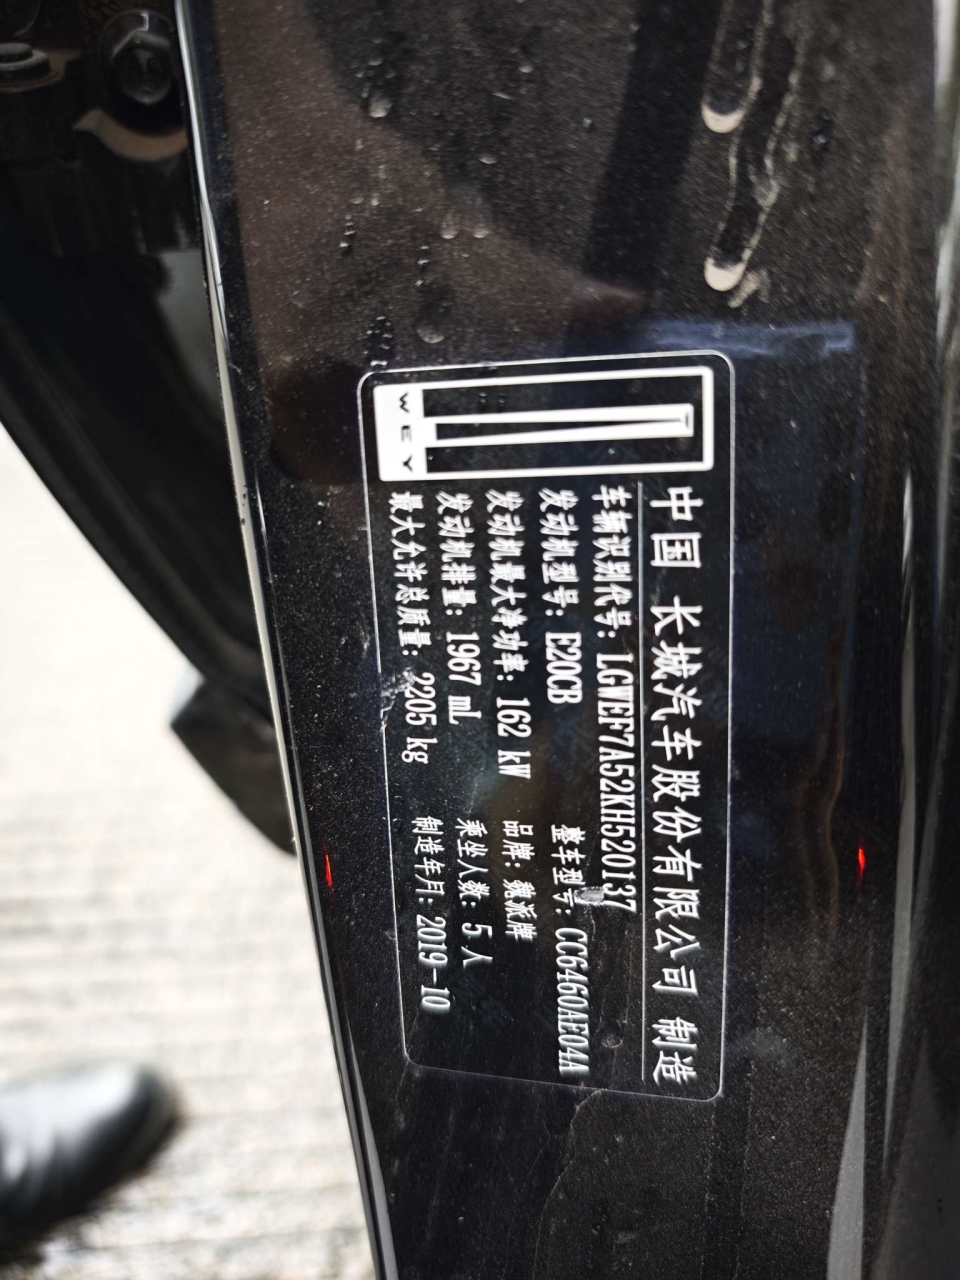 WEY
中国 长城汽车股份有限公司 制造
车辆识别代号: LGWEF7A52KH520137
发动机型号: E20CB 整车型号: CC6460AE04A
发动机最大净功率: 162 kW 品牌: 魏派牌
发动机排量: 1967 mL 乘坐人数: 5 人
最大允许总质量: 2205 kg 制造年月: 2019-10